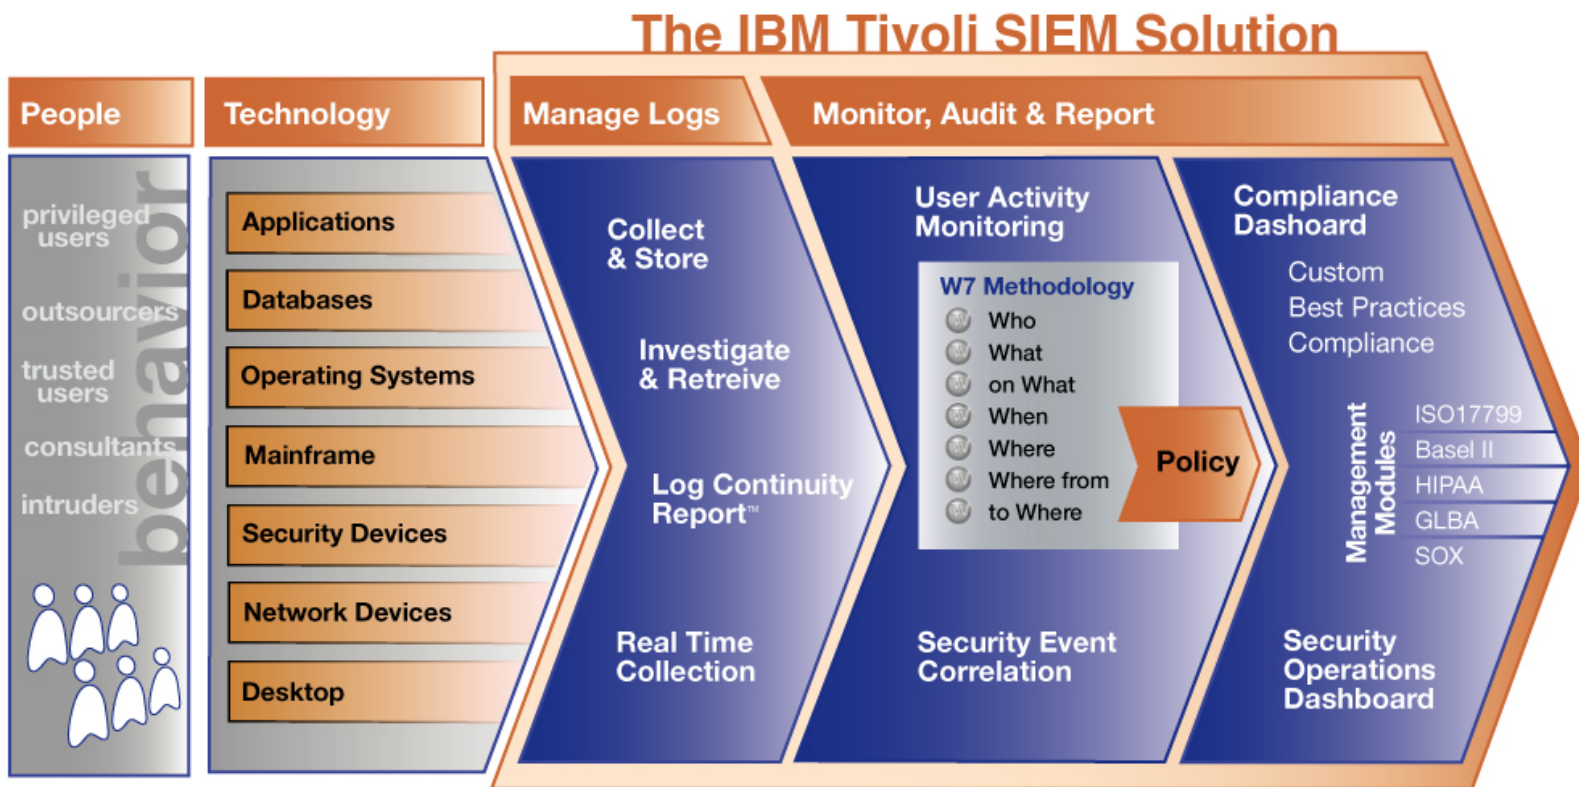 The IBM Tivoli SIEM Solution
People
Technology
Manage Logs
Monitor, Audit & Report
behavior
privileged
users
outsourcers
trusted
users
consultants
intruders
Applications
Databases
Operating Systems
Mainframe
Security Devices
Network Devices
Desktop
Collect
& Store
Investigate
& Retreive
Log Continuity
Report™
Real Time
Collection
User Activity
Monitoring
W7 Methodology
W Who
W What
W on What
W When
W Where
W Where from
W to Where
Policy
Security Event
Correlation
Compliance
Dashoard
Custom
Best Practices
Compliance
Management
Modules
ISO17799
Basel II
HIPAA
GLBA
SOX
Security
Operations
Dashboard